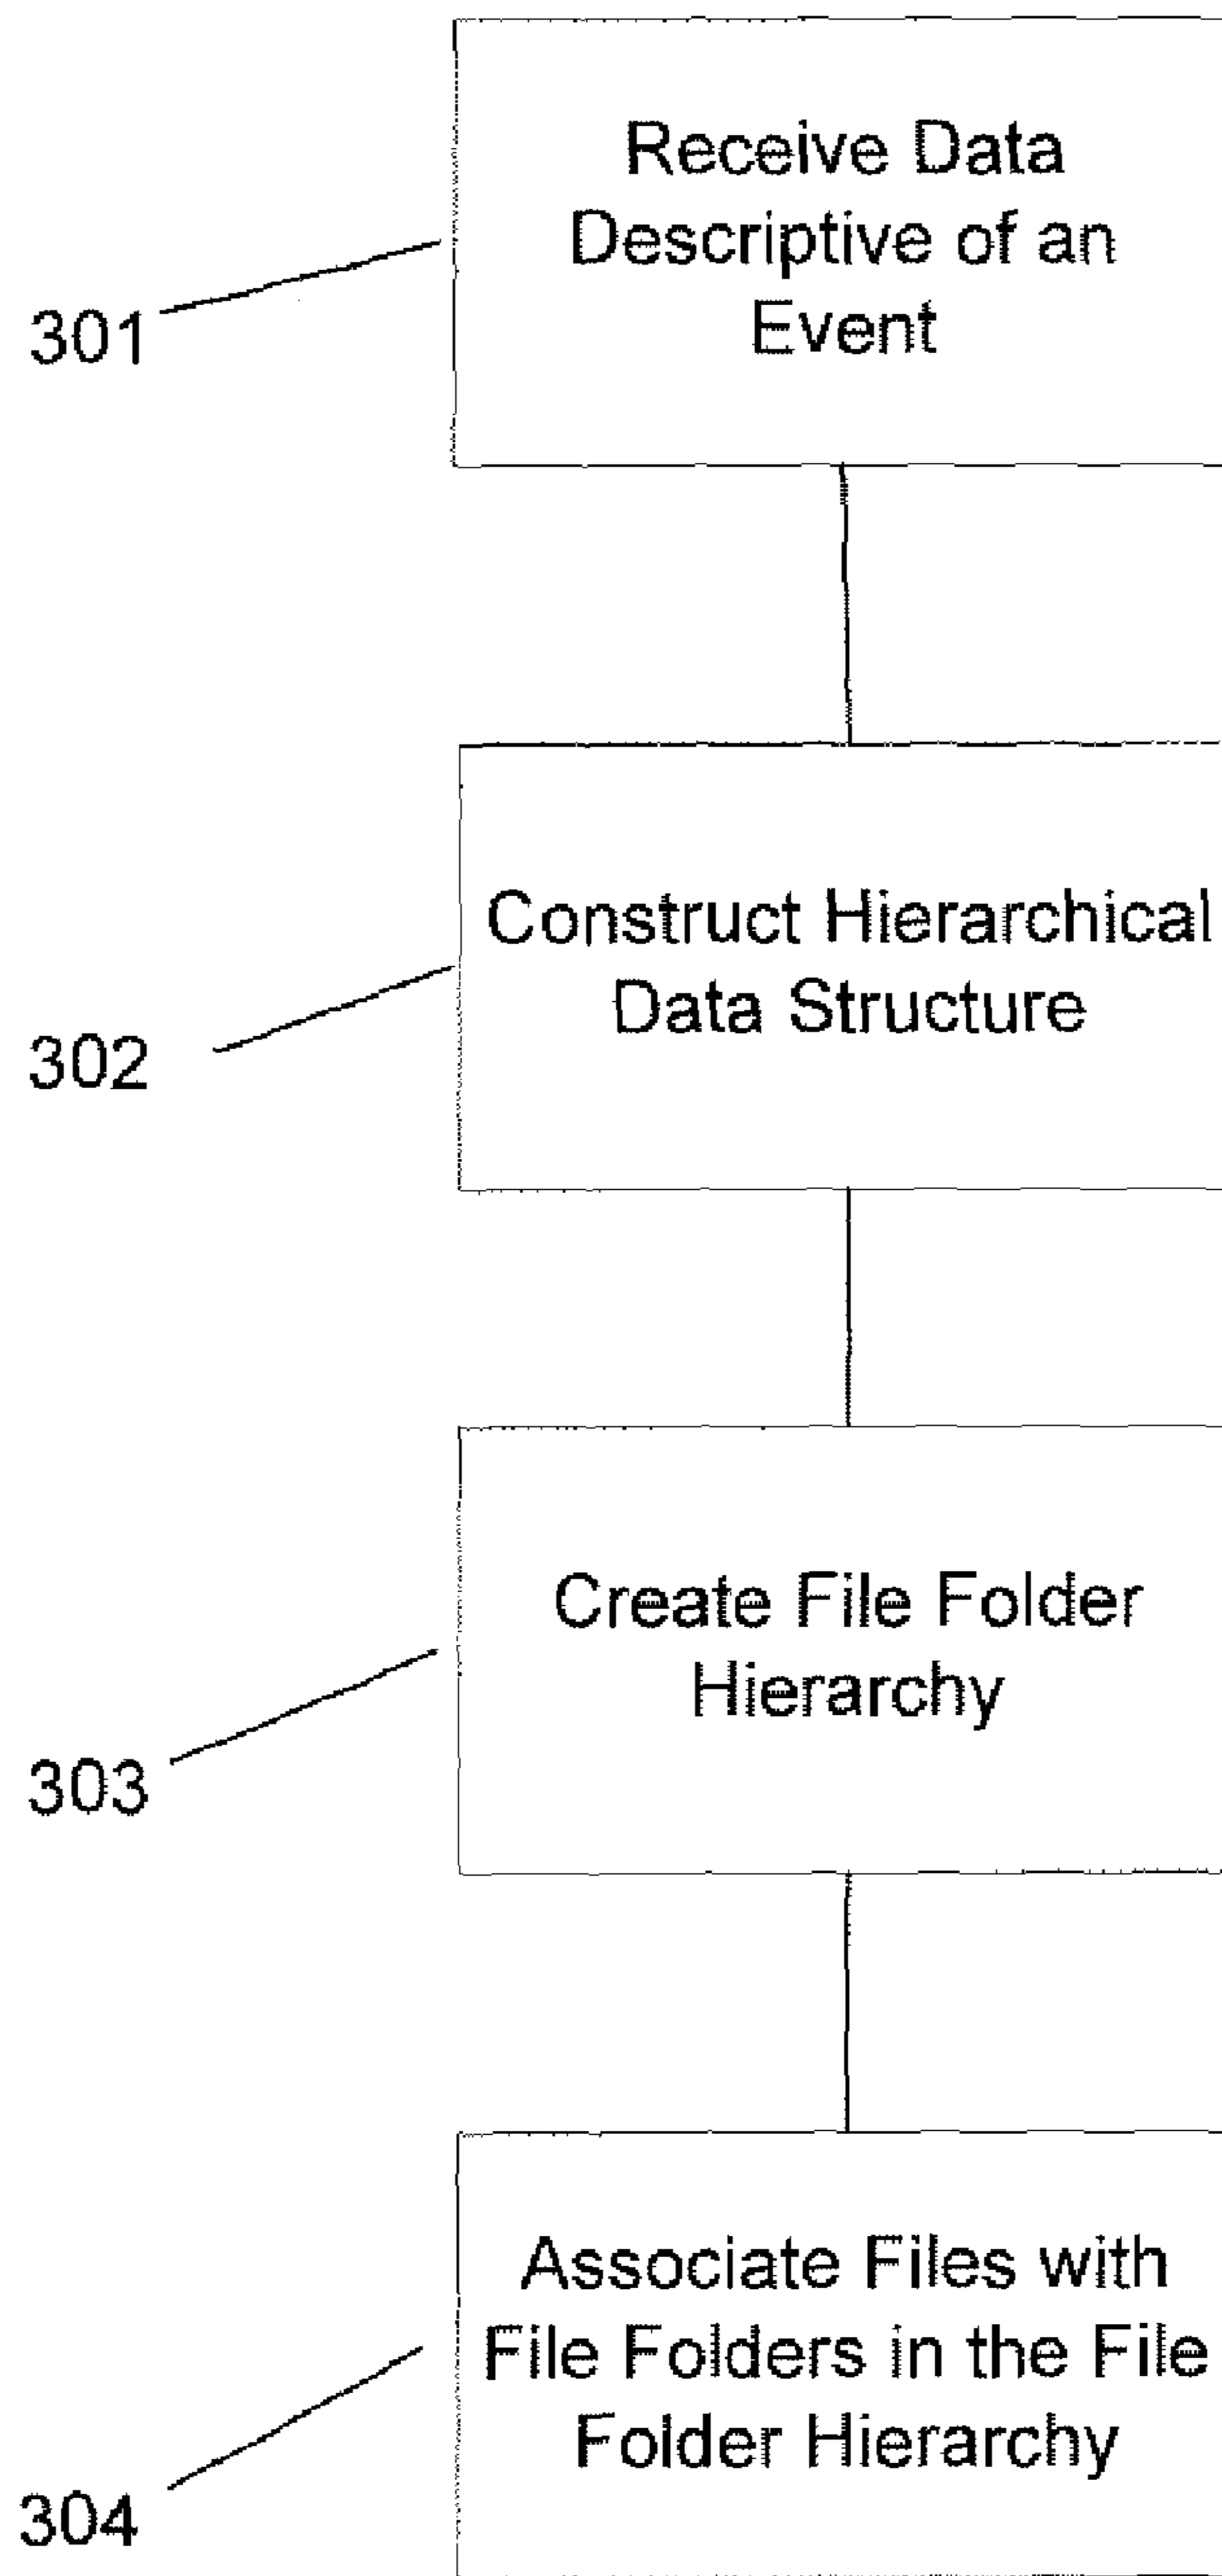 Receive Data
Descriptive of an
Event
301
Construct Hierarchical
Data Structure
302
Create File Folder
Hierarchy
303
Associate Files with
File Folders in the File
Folder Hierarchy
304